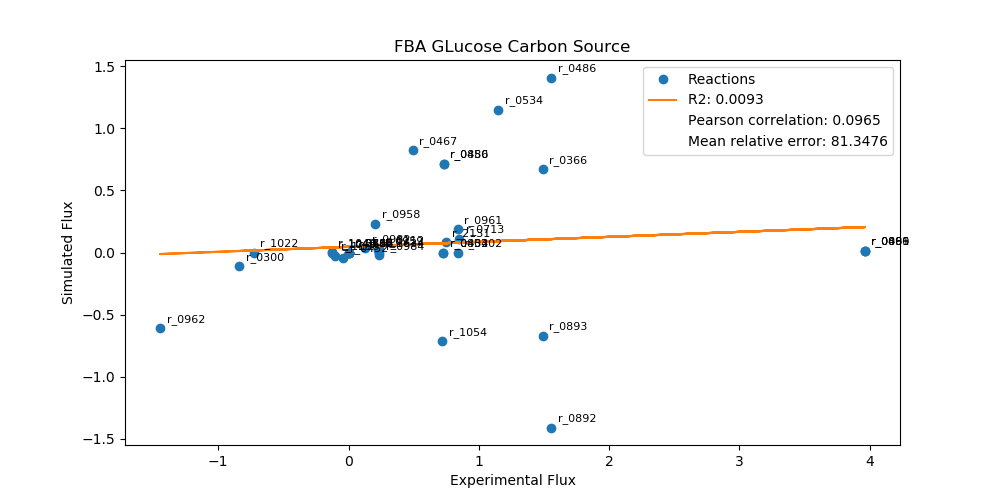 FBA GLucose Carbon Source
Reactions
R2: 0.0093
Pearson correlation: 0.0965
Mean relative error: 81.3476
r_0486
r_0534
r_0467
r_0366
r_0958
r_0961
r_0713
r_2131
r_1022
r_0984
r_0300
r_0962
r_1054
r_0893
r_0892
1.5
1.0
0.5
0.0
−0.5
−1.0
−1.5
−1
0
1
2
3
4
Simulated Flux
Experimental Flux